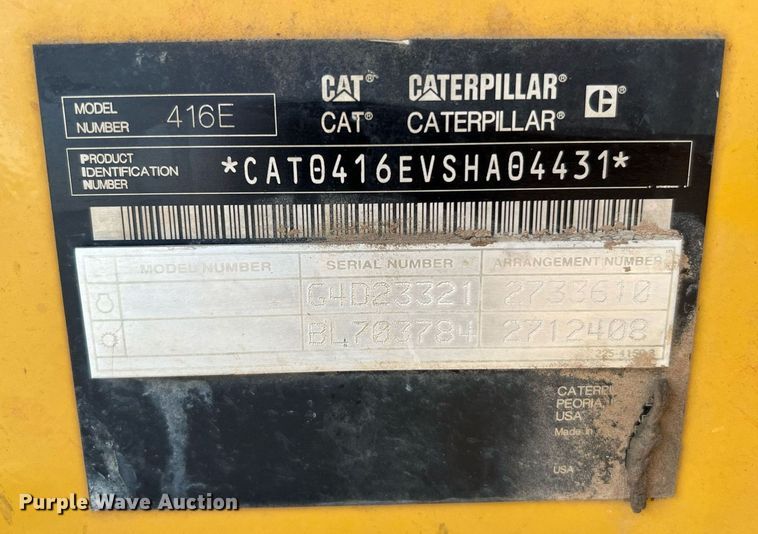 CAT® CATERPILLAR®
CAT® CATERPILLAR®
MODEL NUMBER 416E
PRODUCT IDENTIFICATION NUMBER *CAT0416EVSHA04431*
MODEL NUMBER SERIAL NUMBER ARRANGEMENT NUMBER
G4D23321 2733610
BL703784 2712408
CATERPIL
PEORIA,
USA
Made in
USA
Purple Wave Auction